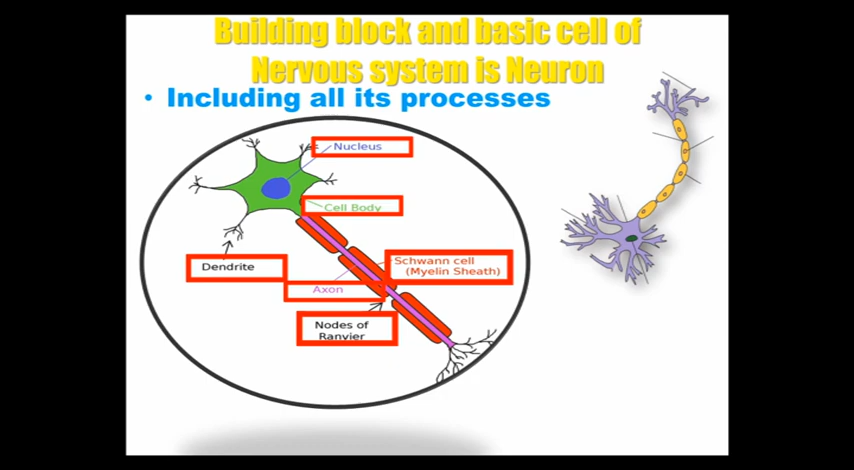 Building block and basic cell of
Nervous system is Neuron
• Including all its processes
Nucleus
Cell Body
Schwann cell
(Myelin Sheath)
Dendrite
Axon
Nodes of
Ranvier